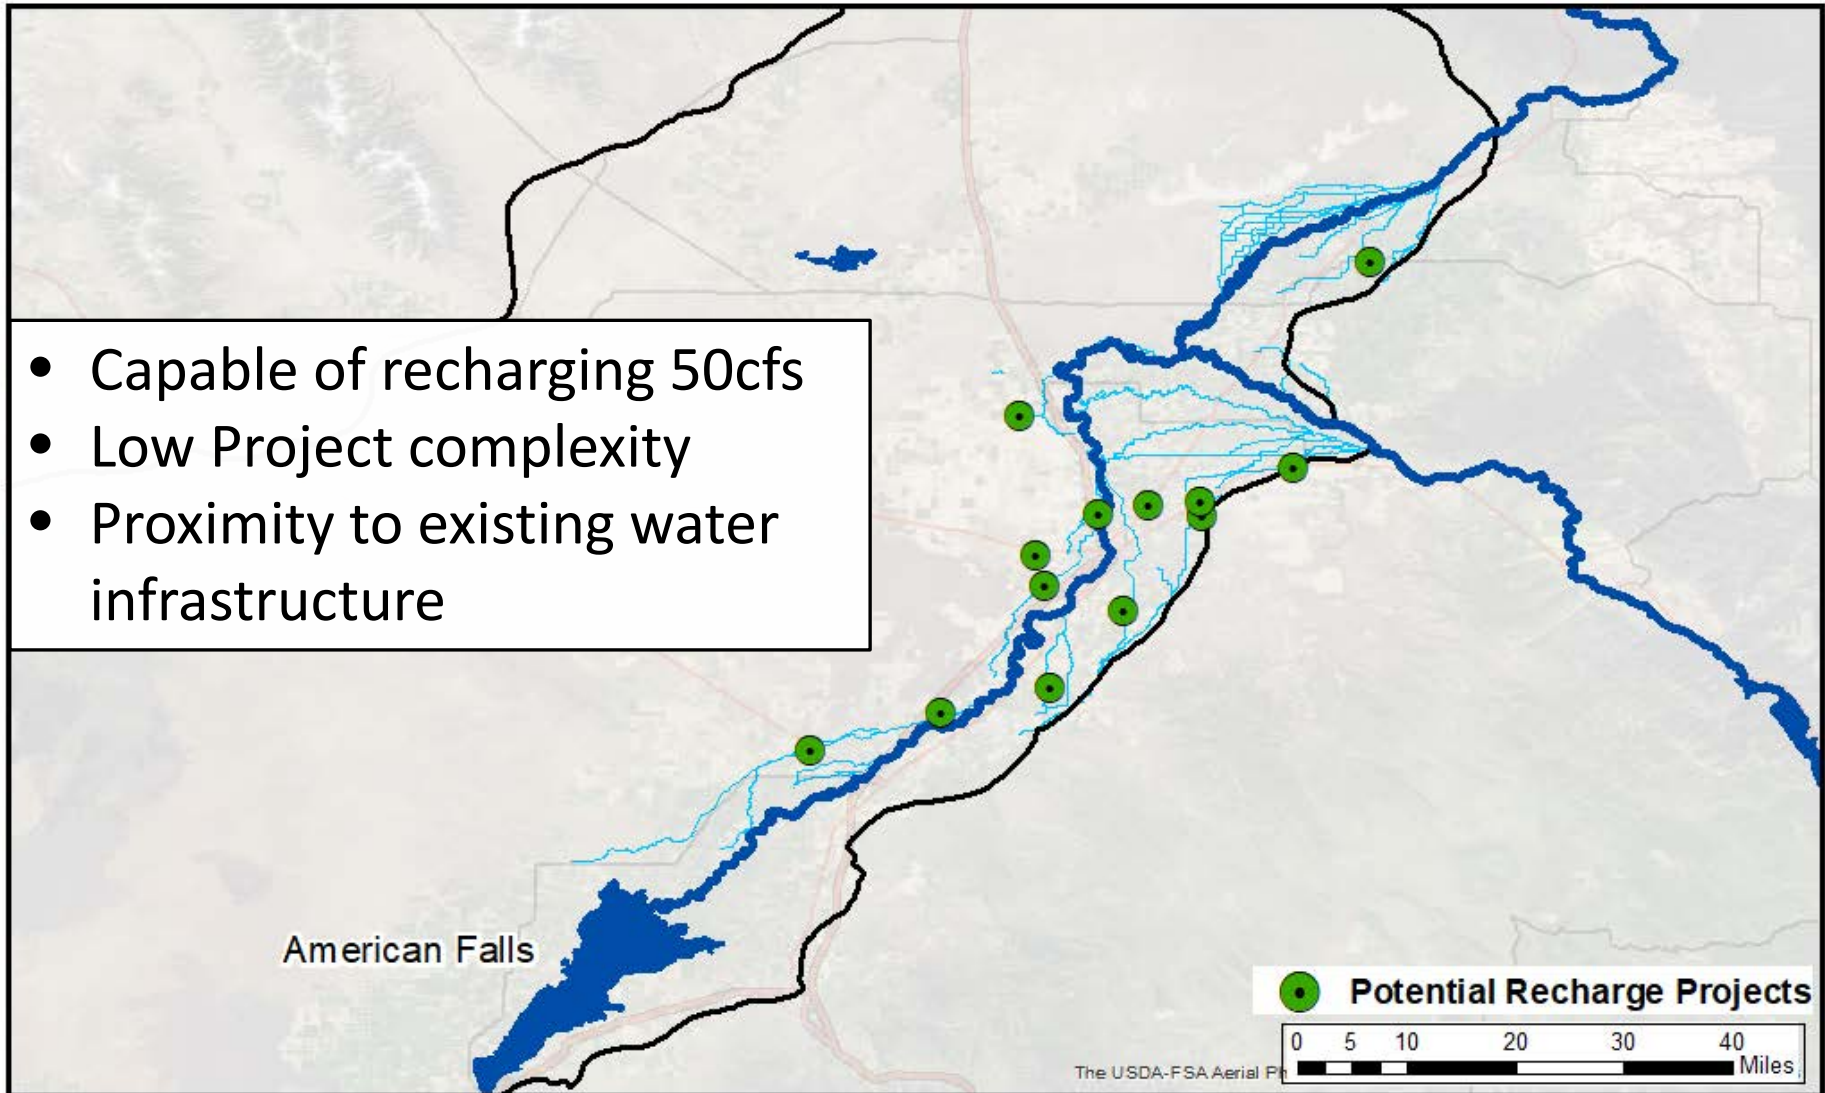 • Capable of recharging 50cfs
• Low Project complexity
• Proximity to existing water
infrastructure
American Falls
Potential Recharge Projects
0 5 10 20 30 40
Miles
The USDA-FSA Aerial